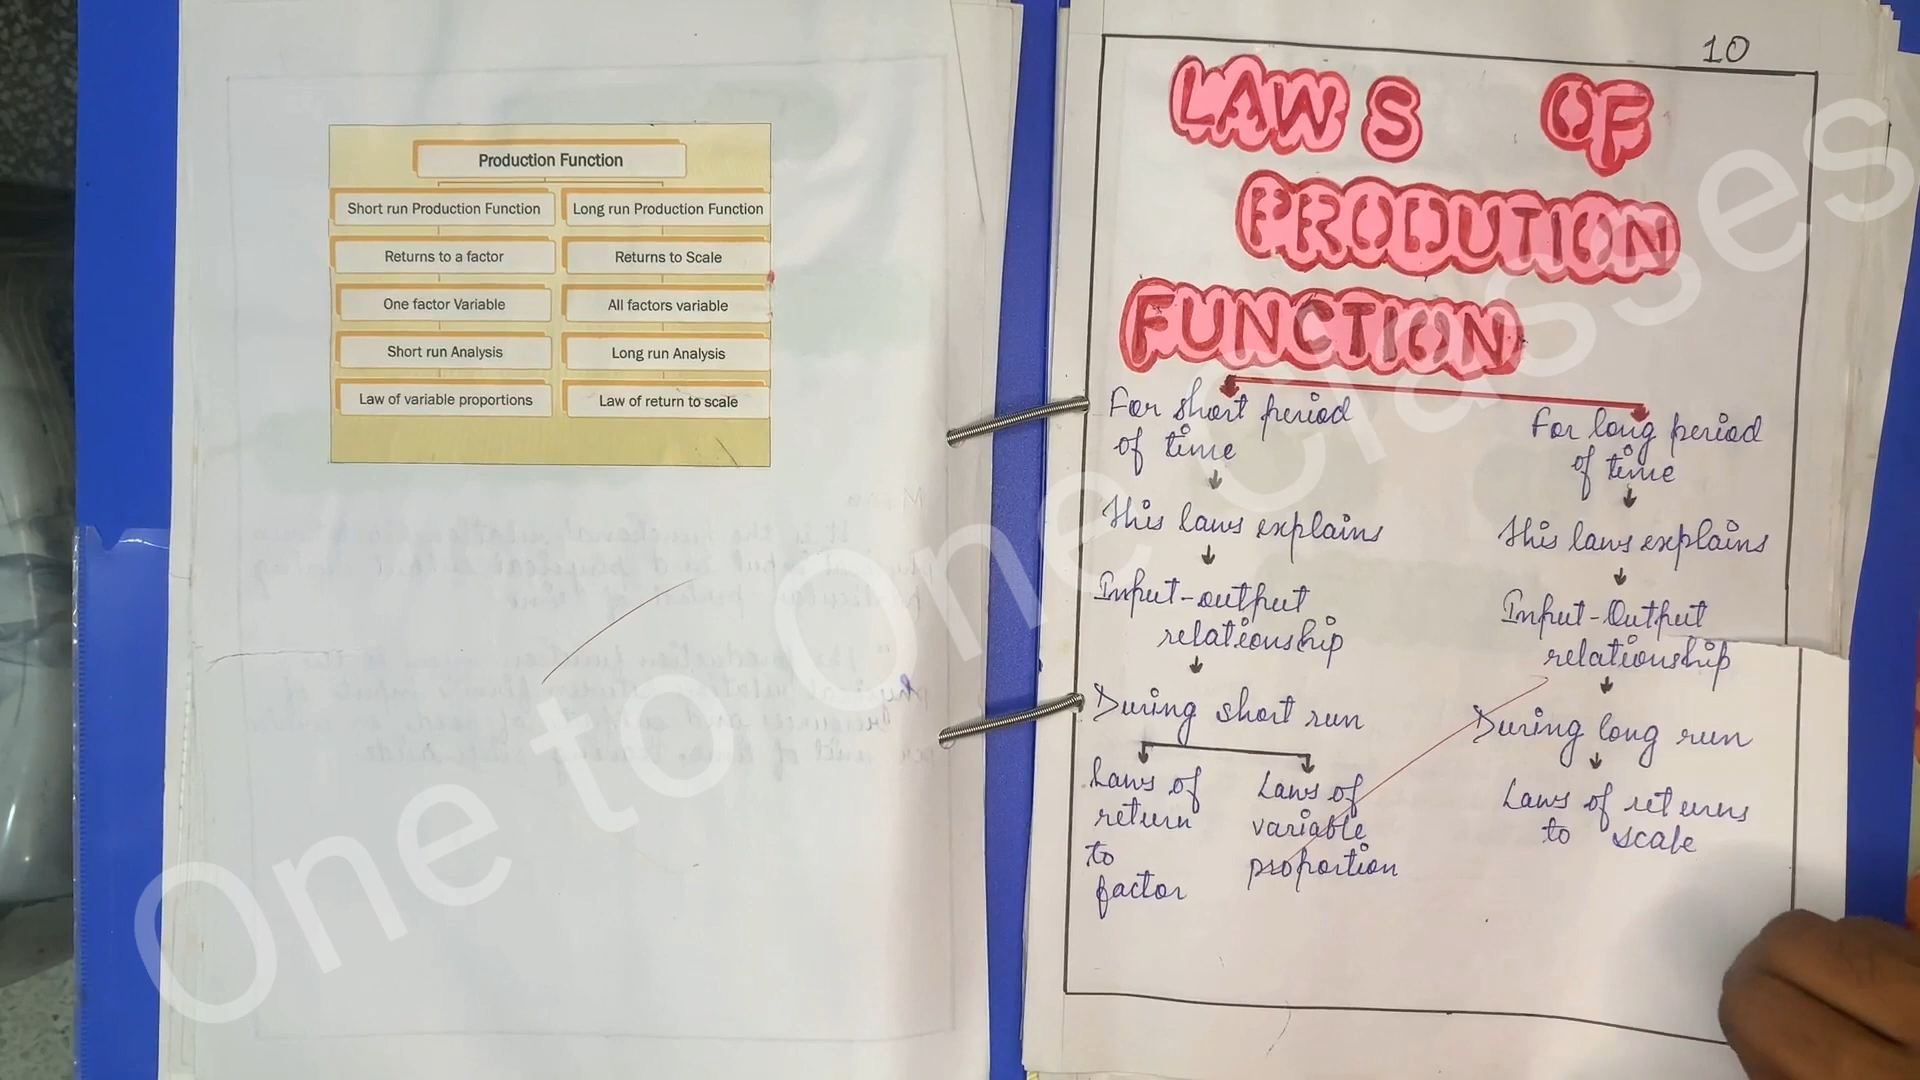 Production Function
Short run Production Function
Long run Production Function
Returns to a factor
Returns to Scale
One factor Variable
All factors variable
Short run Analysis
Long run Analysis
Law of variable proportions
Law of return to scale
10
LAWS OF
PRODUTION
FUNCTION
For short period
of time
This laws explains
Input-output
relationship
During short run
Laws of
return
to
factor
Laws of
variable
proportion
For long period
of time
This laws explains
Input-Output
relationship
During long run
Laws of returns
to scale
One to One Classes